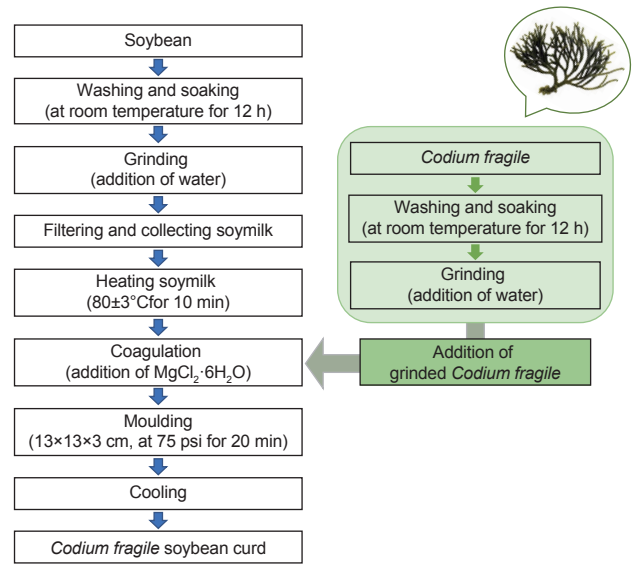 Soybean
Washing and soaking
(at room temperature for 12 h)
Grinding
(addition of water)
Filtering and collecting soymilk
Heating soymilk
(80±3°Cfor 10 min)
Coagulation
(addition of MgCl₂·6H₂O)
Moulding
(13×13×3 cm, at 75 psi for 20 min)
Cooling
Codium fragile soybean curd
Codium fragile
Washing and soaking
(at room temperature for 12 h)
Grinding
(addition of water)
Addition of
grinded Codium fragile